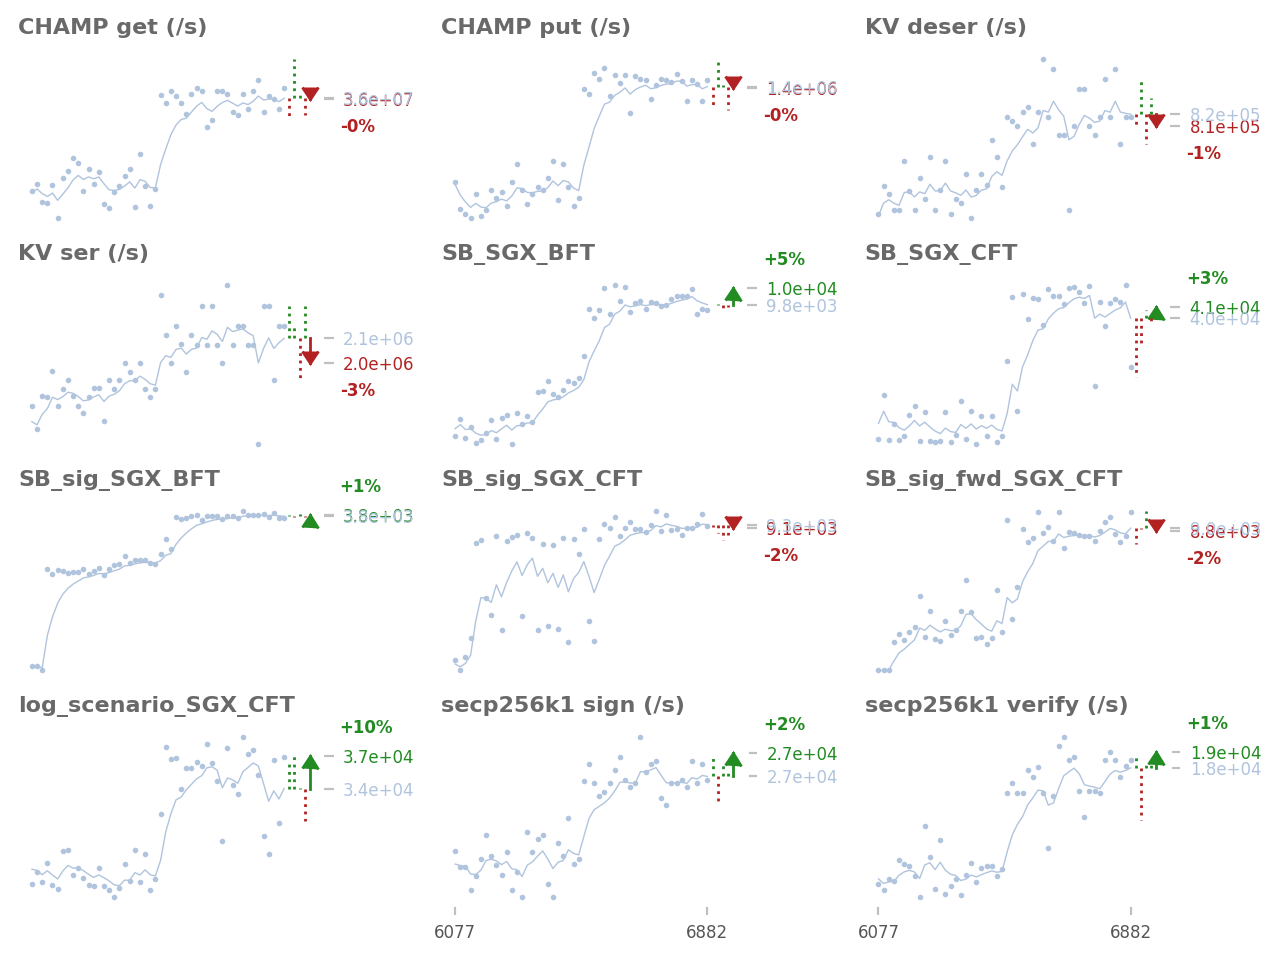 CHAMP get (/s)
3.6e+07
-0%
CHAMP put (/s)
1.4e+06
-0%
KV deser (/s)
8.2e+05
8.1e+05
-1%
KV ser (/s)
2.1e+06
2.0e+06
-3%
SB_SGX_BFT
+5%
1.0e+04
9.8e+03
SB_SGX_CFT
+3%
4.1e+04
4.0e+04
SB_sig_SGX_BFT
+1%
3.8e+03
SB_sig_SGX_CFT
9.1e+03
-2%
SB_sig_fwd_SGX_CFT
8.8e+03
-2%
log_scenario_SGX_CFT
+10%
3.7e+04
3.4e+04
secp256k1 sign (/s)
+2%
2.7e+04
2.7e+04
6077
6882
secp256k1 verify (/s)
+1%
1.9e+04
1.8e+04
6077
6882